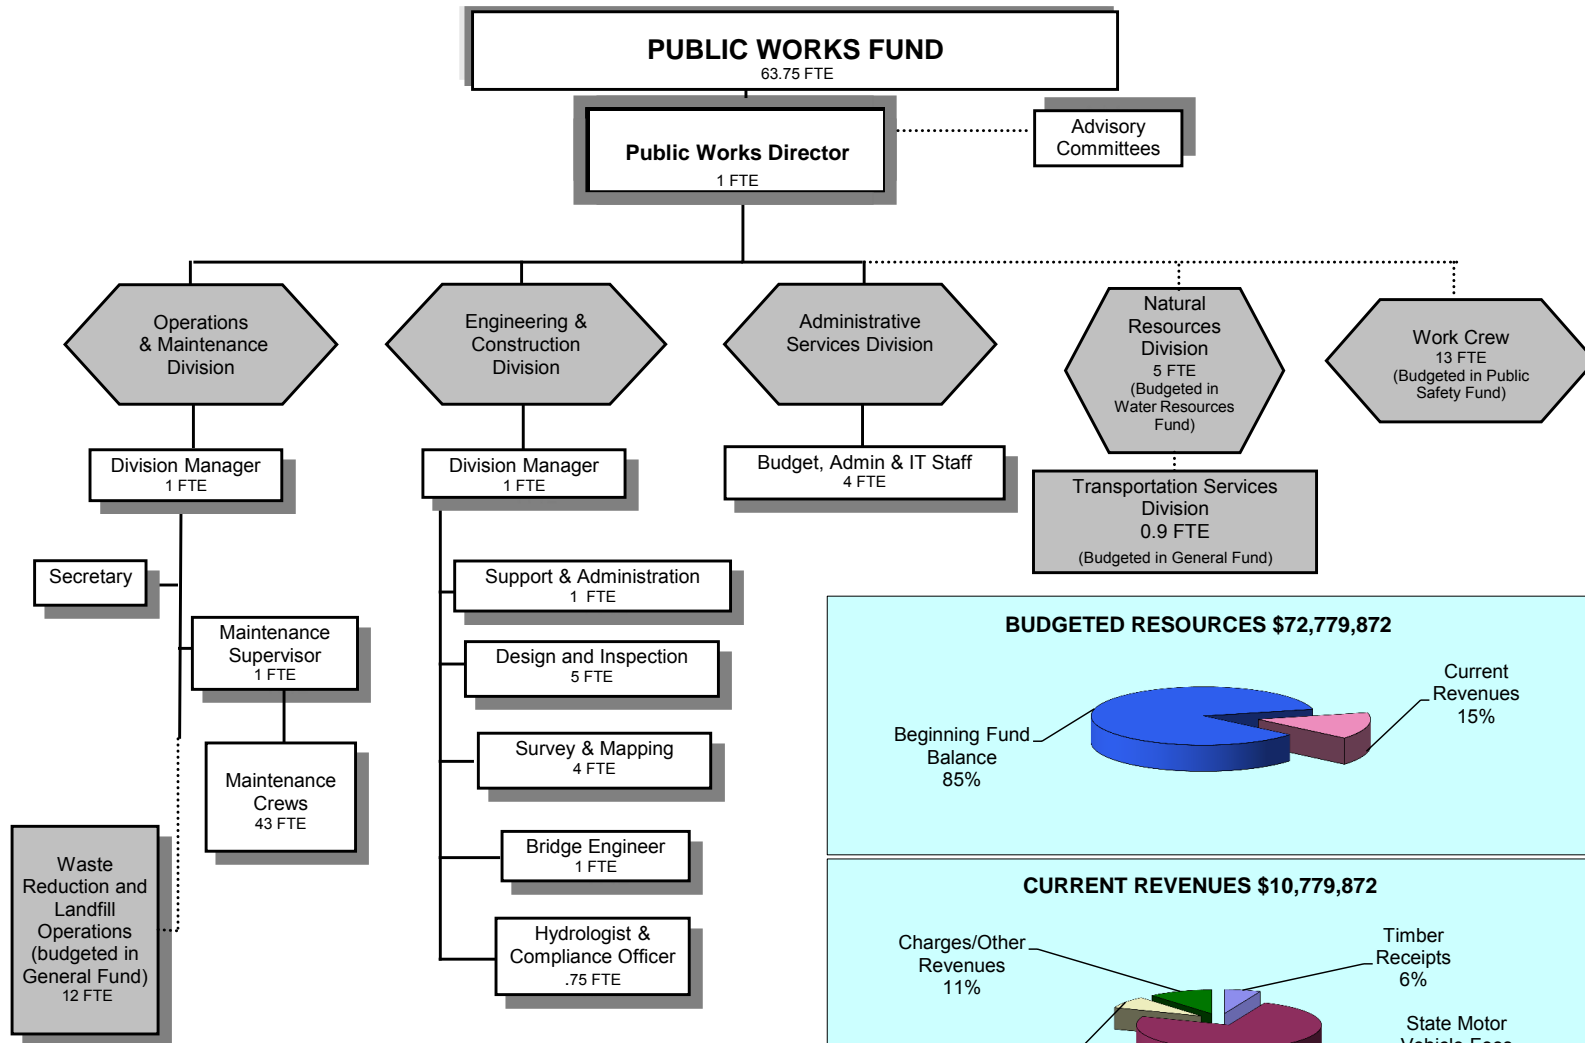 PUBLIC WORKS FUND
63.75 FTE
Public Works Director
1 FTE
Advisory
Committees
Operations
& Maintenance
Division
Engineering &
Construction
Division
Administrative
Services Division
Natural
Resources
Division
5 FTE
(Budgeted in
Water Resources
Fund)
Work Crew
13 FTE
(Budgeted in Public
Safety Fund)
Division Manager
1 FTE
Division Manager
1 FTE
Budget, Admin & IT Staff
4 FTE
Transportation Services
Division
0.9 FTE
(Budgeted in General Fund)
Secretary
Maintenance
Supervisor
1 FTE
Maintenance
Crews
43 FTE
Waste
Reduction and
Landfill
Operations
(budgeted in
General Fund)
12 FTE
Support & Administration
1 FTE
Design and Inspection
5 FTE
Survey & Mapping
4 FTE
Bridge Engineer
1 FTE
Hydrologist &
Compliance Officer
.75 FTE
BUDGETED RESOURCES $72,779,872
Beginning Fund
Balance
85%
Current
Revenues
15%
CURRENT REVENUES $10,779,872
Charges/Other
Revenues
11%
Timber
Receipts
6%
State Motor
Vehicle Fees